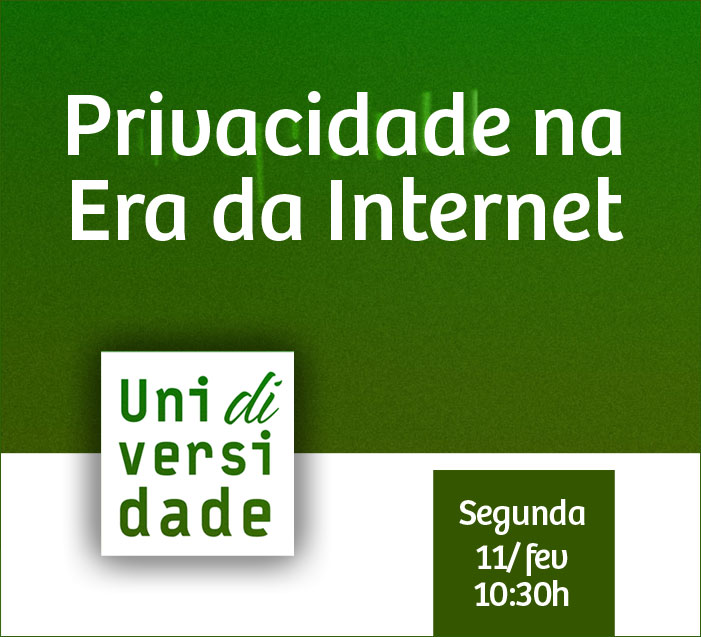 Privacidade na
Era da Internet
Uni di
versi
dade
Segunda
11/fev
10:30h